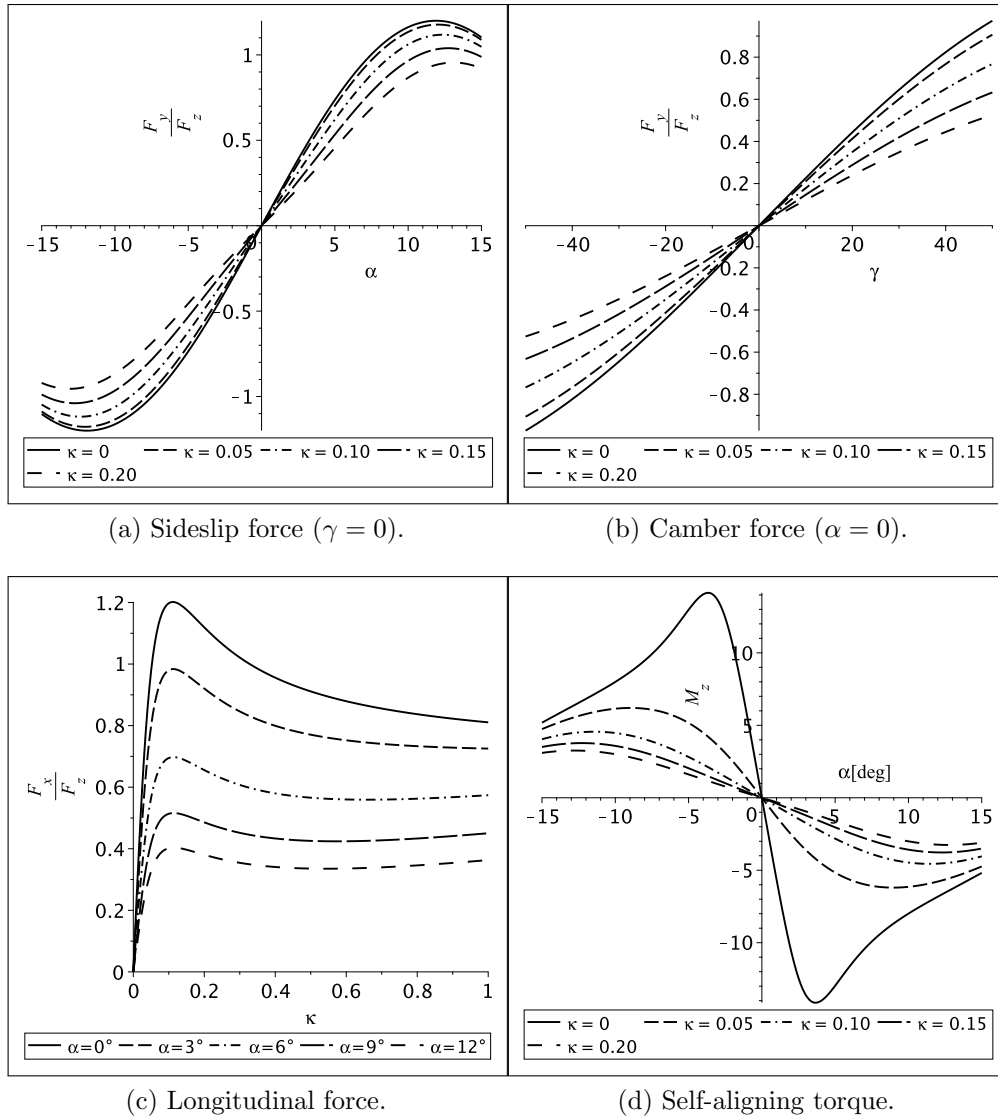 1
F_y
F_z
0.5
-15
-10
-5
0
5
10
15
α
-0.5
-1
κ = 0
κ = 0.05
κ = 0.10
κ = 0.15
κ = 0.20
(a) Sideslip force (γ = 0).
0.8
F_y
F_z
0.6
0.4
0.2
-40
-20
0
20
40
γ
-0.2
-0.4
-0.6
-0.8
κ = 0
κ = 0.05
κ = 0.10
κ = 0.15
κ = 0.20
(b) Camber force (α = 0).
1.2
1
0.8
F_x
F_z
0.6
0.4
0.2
0
0
0.2
0.4
0.6
0.8
1
κ
α=0°
α=3°
α=6°
α=9°
α=12°
(c) Longitudinal force.
10
M_z
5
α[deg]
-15
-10
-5
0
5
10
15
-5
-10
κ = 0
κ = 0.05
κ = 0.10
κ = 0.15
κ = 0.20
(d) Self-aligning torque.